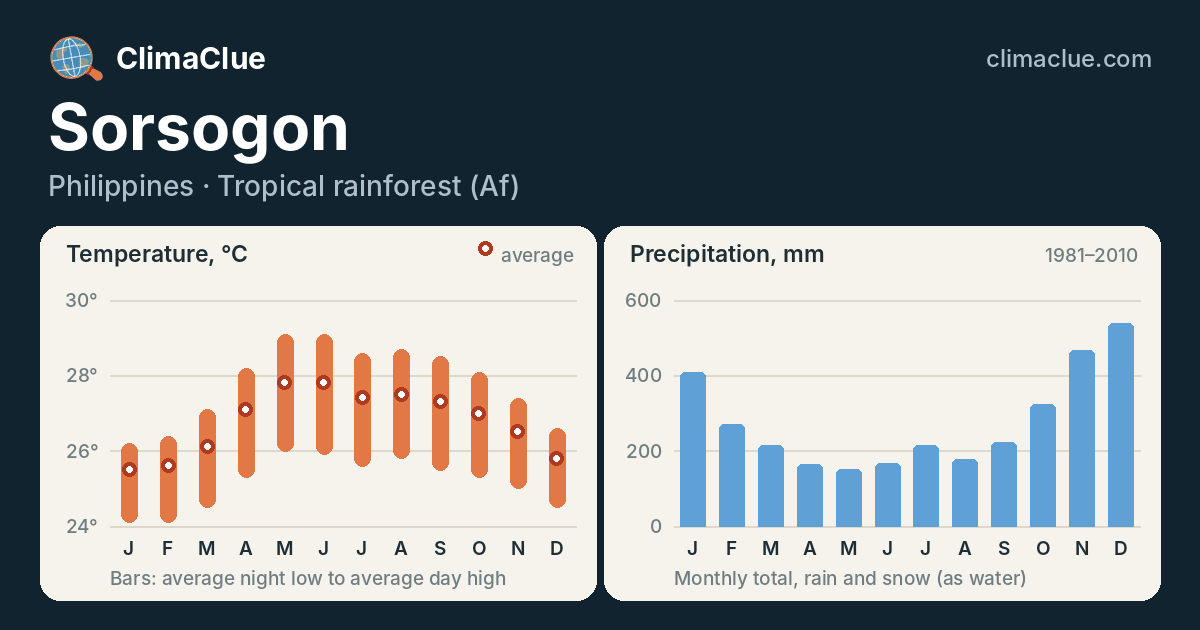 ClimaClue
climaclue.com
Sorsogon
Philippines · Tropical rainforest (Af)
Temperature, °C
average
30°
28°
26°
24°
J F M A M J J A S O N D
Bars: average night low to average day high
Precipitation, mm
1981–2010
600
400
200
0
J F M A M J J A S O N D
Monthly total, rain and snow (as water)